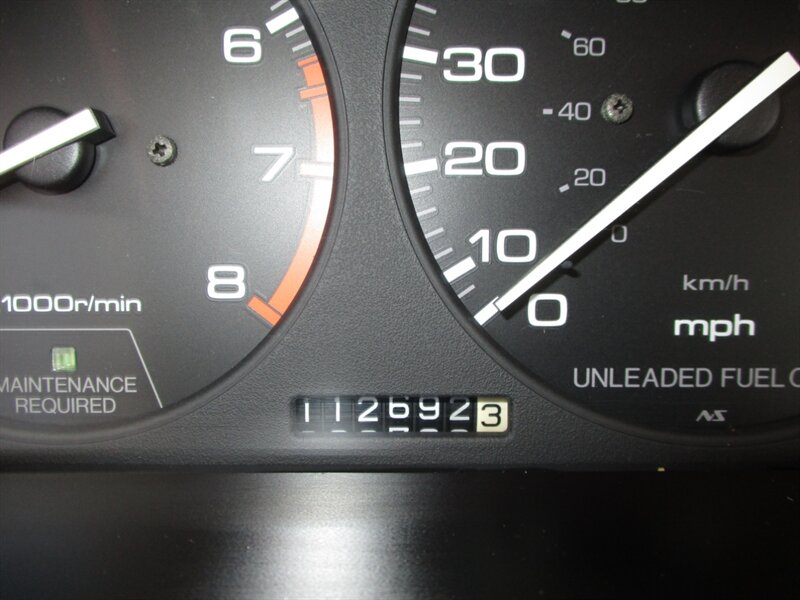 6
7
8
1000r/min
MAINTENANCE
REQUIRED
30
20
10
0
60
40
20
0
km/h
mph
UNLEADED FUEL O
NS
1126923